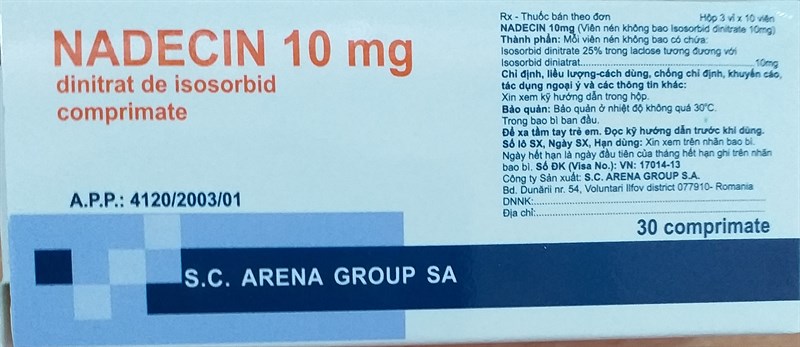 NADECIN 10 mg
dinitrat de isosorbid
comprimate
A.P.P.: 4120/2003/01
S.C. ARENA GROUP SA
Rx - Thuốc bán theo đơn Hộp 3 vỉ x 10 viên
NADECIN 10mg (Viên nén không bao Isosorbid dinitrate 10mg)
Thành phần: Mỗi viên nén không bao có chứa:
Isosorbid dinitrate 25% trong laclose tương đương với
Isosorbid diniatrat..................................................10mg
Chỉ định, liều lượng-cách dùng, chống chỉ định, khuyến cáo,
tác dụng ngoại ý và các thông tin khác:
Xin xem kỹ hướng dẫn trong hộp.
Bảo quản: Bảo quản ở nhiệt độ không quá 30°C.
Trong bao bì ban đầu.
Để xa tầm tay trẻ em. Đọc kỹ hướng dẫn trước khi dùng.
Số lô SX, Ngày SX, Hạn dùng: Xin xem trên nhãn bao bì.
Ngày hết hạn là ngày đầu tiên của tháng hết hạn ghi trên nhãn
bao bì. Số ĐK (Visa No.): VN: 17014-13
Công ty Sản xuất: S.C. ARENA GROUP S.A.
Bd. Dunării nr. 54, Voluntari Ilfov district 077910- Romania
DNNK:..................................................
Địa chỉ:..................................................
30 comprimate